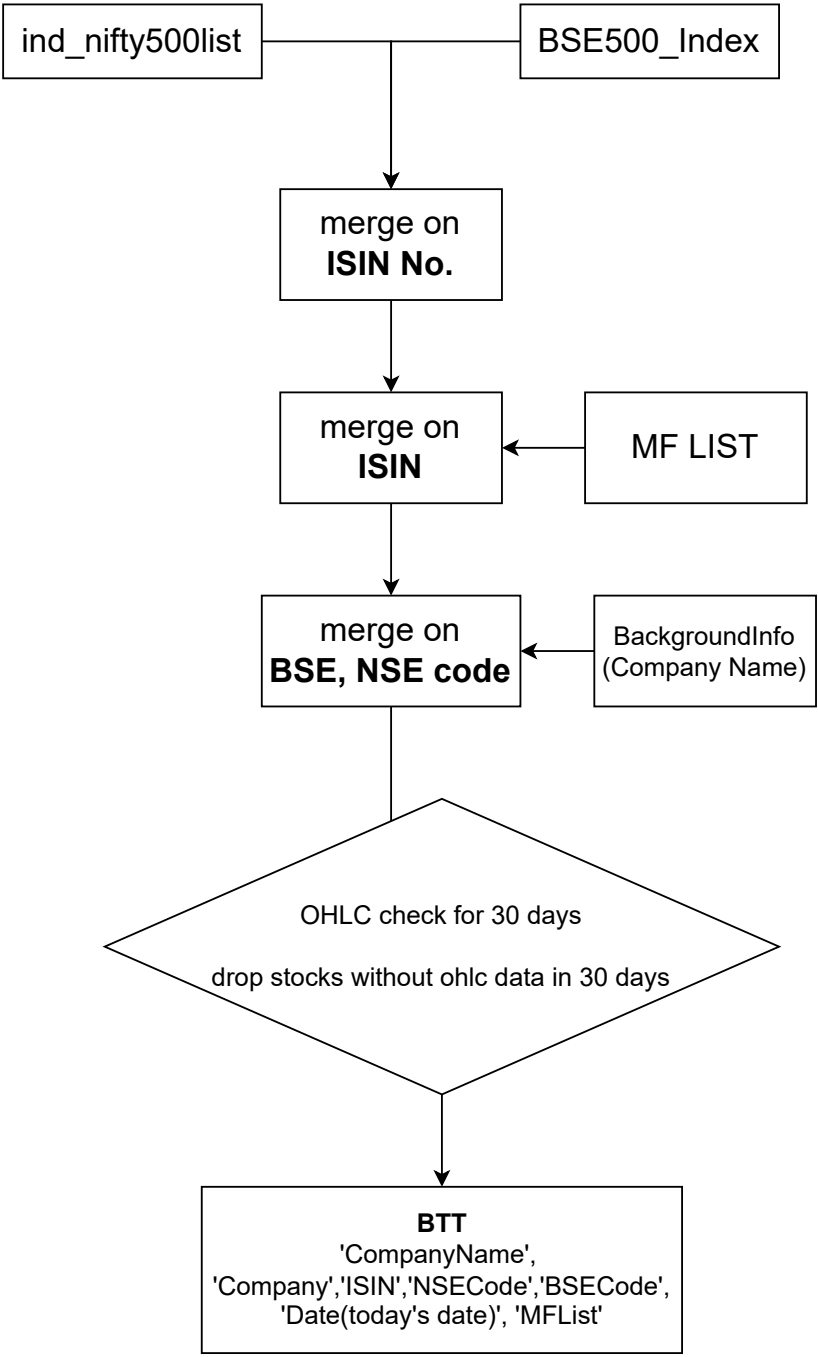 ind_nifty500list
BSE500_Index
merge on
ISIN No.
merge on
ISIN
MF LIST
merge on
BSE, NSE code
BackgroundInfo
(Company Name)
OHLC check for 30 days
drop stocks without ohlc data in 30 days
BTT
'CompanyName',
'Company','ISIN','NSECode','BSECode',
'Date(today's date)', 'MFList'